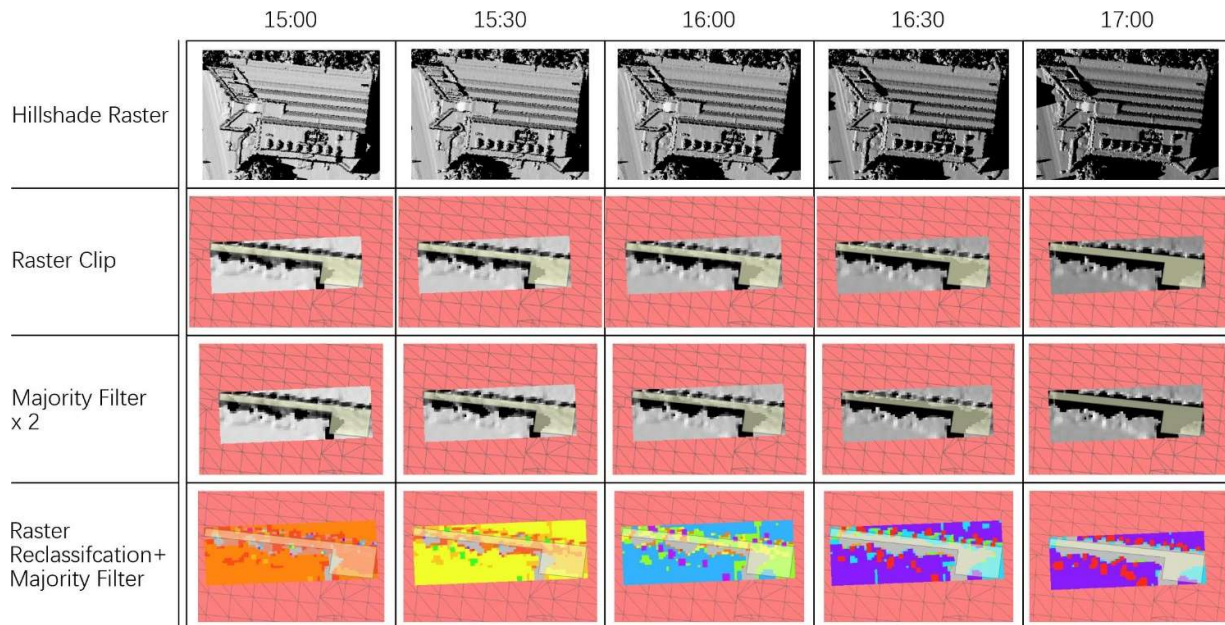 15:00
15:30
16:00
16:30
17:00
Hillshade Raster
Raster Clip
Majority Filter
x 2
Raster
Reclassifcation+
Majority Filter